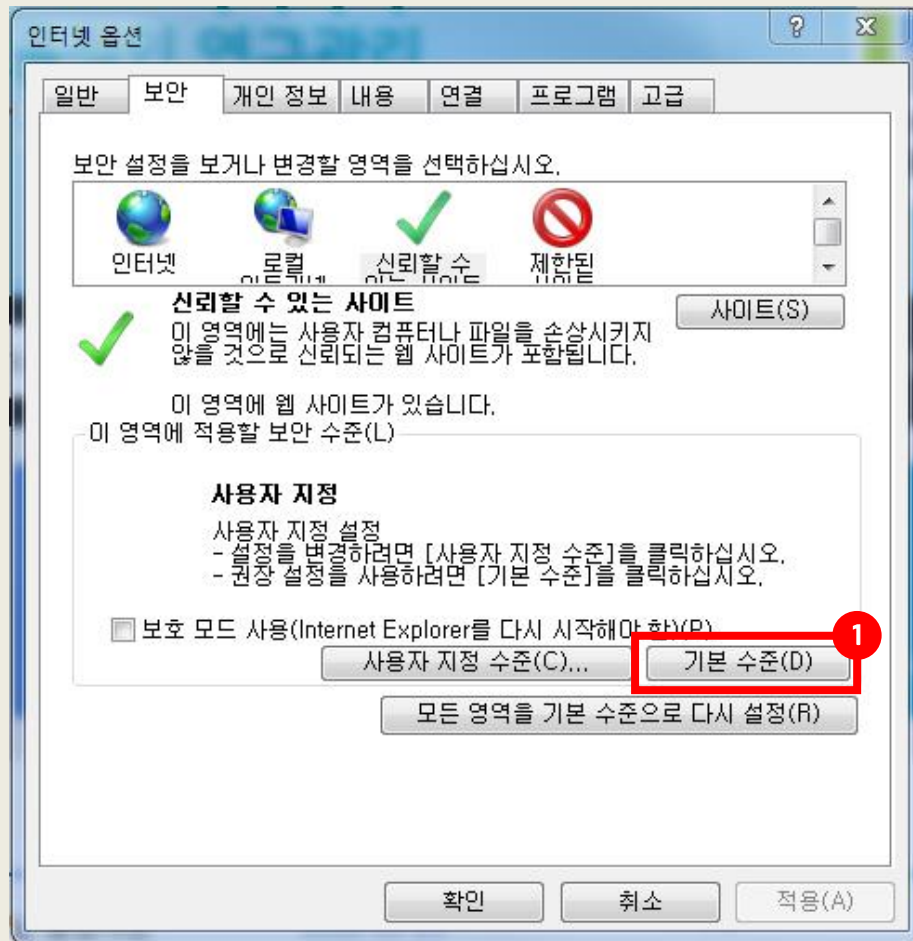 인터넷 옵션
일반 보안 개인 정보 내용 연결 프로그램 고급
보안 설정을 보거나 변경할 영역을 선택하십시오.
인터넷 로컬 신뢰할 수 제한된
신뢰할 수 있는 사이트
사이트(S)
이 영역에는 사용자 컴퓨터나 파일을 손상시키지
않을 것으로 신뢰되는 웹 사이트가 포함됩니다.
이 영역에 웹 사이트가 있습니다.
이 영역에 적용할 보안 수준(L)
사용자 지정
사용자 지정 설정
- 설정을 변경하려면 [사용자 지정 수준]을 클릭하십시오.
- 권장 설정을 사용하려면 [기본 수준]을 클릭하십시오.
보호 모드 사용(Internet Explorer를 다시 시작해야 함)(P)
1
사용자 지정 수준(C)... 기본 수준(D)
모든 영역을 기본 수준으로 다시 설정(R)
확인 취소 적용(A)